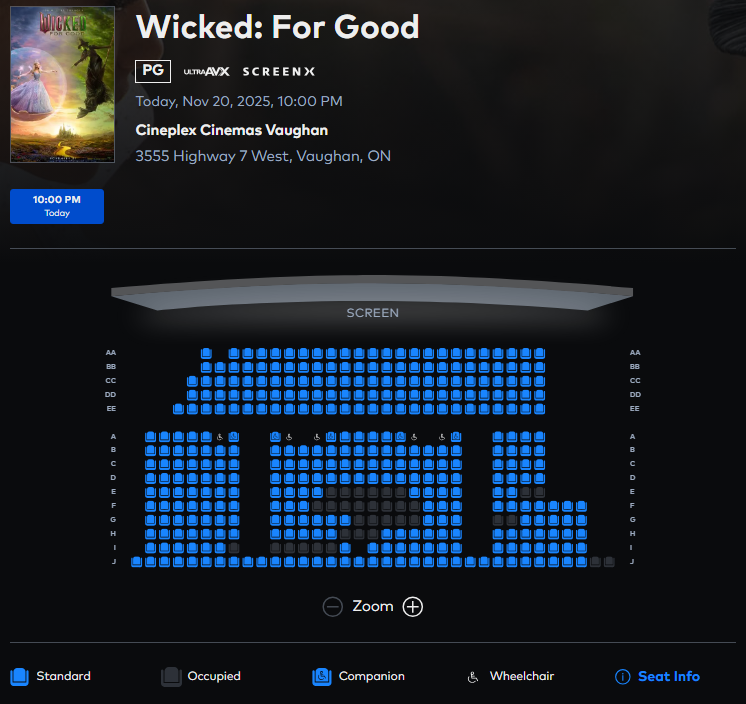 WICKED
FOR GOOD
Wicked: For Good
PG ULTRAAVX SCREENX
Today, Nov 20, 2025, 10:00 PM
Cineplex Cinemas Vaughan
3555 Highway 7 West, Vaughan, ON
10:00 PM
Today
SCREEN
AA AA
BB BB
CC CC
DD DD
EE EE
A A
B B
C C
D D
E E
F F
G G
H H
I I
J J
Zoom
Standard Occupied Companion Wheelchair Seat Info